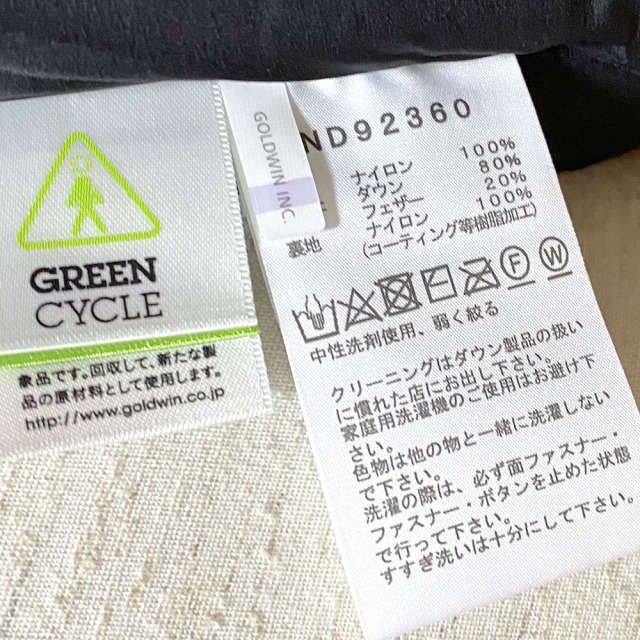 GREEN
CYCLE
象品です。回収して、新たな製
品の原材料として使用します。
http://www.goldwin.co.jp
GOLDWIN INC.
ND92360
ナイロン 100%
ダウン 80%
フェザー 20%
裏地 ナイロン 100%
(コーティング等樹脂加工)
F
W
中性洗剤使用、弱く絞る
クリーニングはダウン製品の扱い
に慣れた店にお出し下さい。
家庭用洗濯機のご使用はお避け下
さい。
色物は他の物と一緒に洗濯しない
で下さい。
洗濯の際は、必ず面ファスナー・
ファスナー・ボタンを止めた状態
で行って下さい。
すすぎ洗いは十分にして下さい。